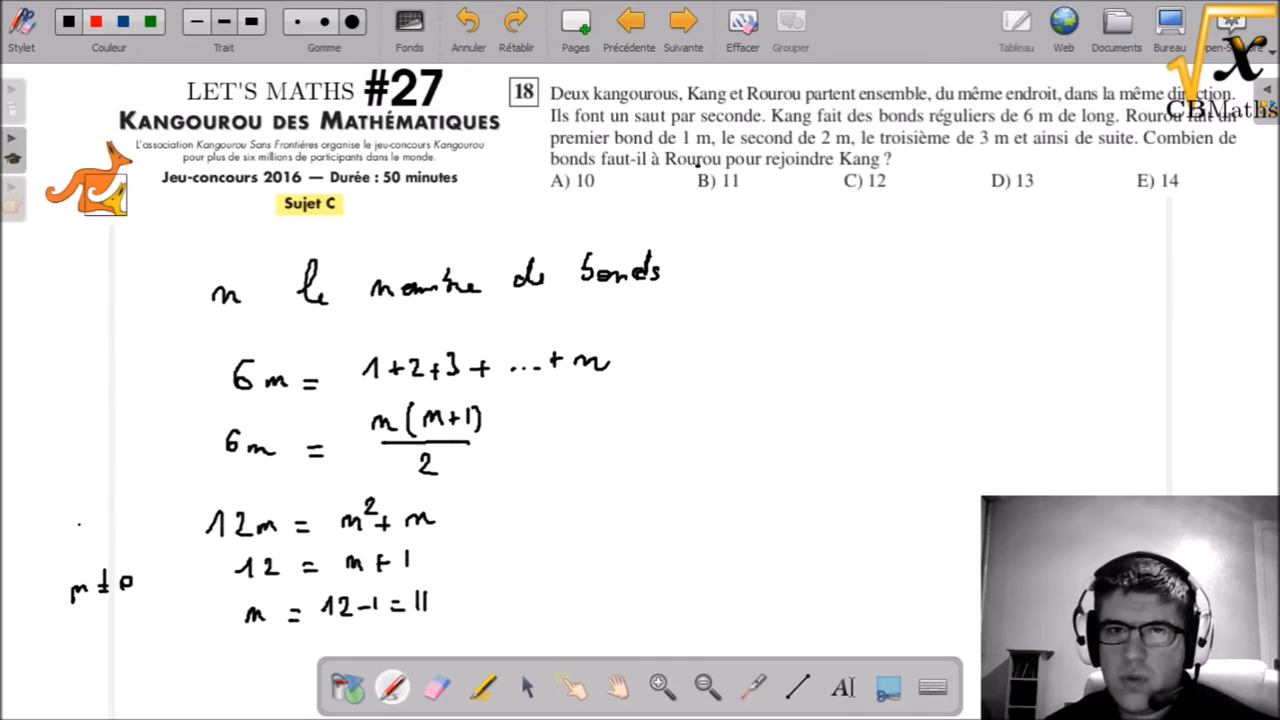 Stylet
Couleur
Trait
Gomme
Fonds
Annuler
Rétablir
Pages
Précédente
Suivante
Effacer
Grouper
Tableau
Web
Documents
Bureau
CBMaths
LET'S MATHS #27
KANGOUROU DES MATHÉMATIQUES
L'association Kangourou Sans Frontières organise le jeu-concours Kangourou
pour plus de six millions de participants dans le monde.
Jeu-concours 2016 — Durée : 50 minutes
Sujet C
18 Deux kangourous, Kang et Rourou partent ensemble, du même endroit, dans la même direction.
Ils font un saut par seconde. Kang fait des bonds réguliers de 6 m de long. Rourou fait un
premier bond de 1 m, le second de 2 m, le troisième de 3 m et ainsi de suite. Combien de
bonds faut-il à Rourou pour rejoindre Kang ?
A) 10 B) 11 C) 12 D) 13 E) 14
n le nombre de bonds
6n = 1+2+3+ ...+ n
6n = n(n+1)/2
12n = n²+ n
12 = n + 1
n ≠ 0
n = 12-1 = 11